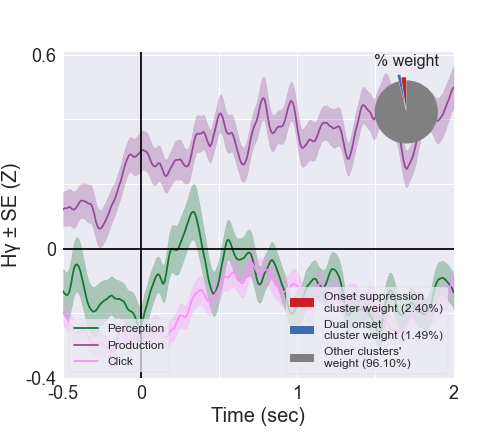 % weight
0.6
0
-0.4
Hγ ± SE (Z)
Perception
Production
Click
Onset suppression
cluster weight (2.40%)
Dual onset
cluster weight (1.49%)
Other clusters'
weight (96.10%)
-0.5
0
1
2
Time (sec)